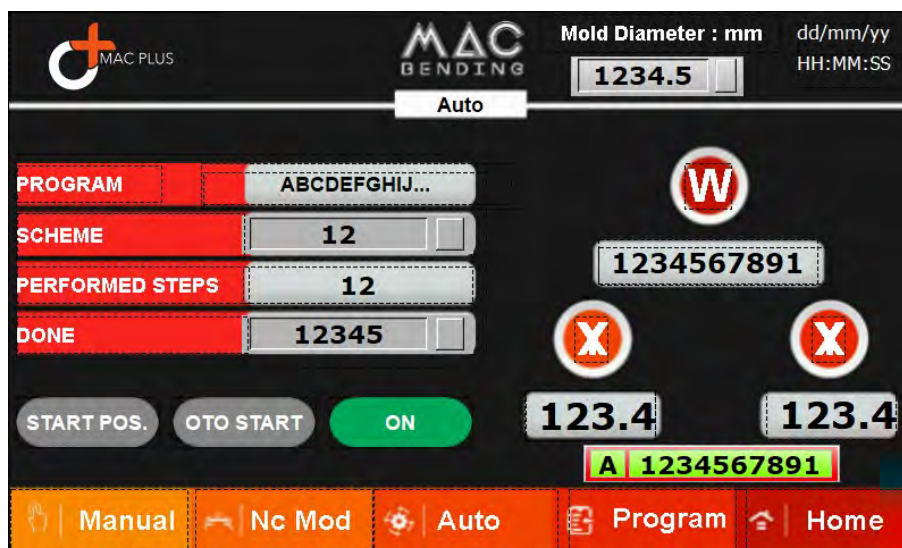 MAC PLUS
MAC
BENDING
Mold Diameter : mm
1234.5
dd/mm/yy
HH:MM:SS
Auto
PROGRAM
ABCDEFGHIJ...
SCHEME
12
PERFORMED STEPS
12
DONE
12345
START POS.
OTO START
ON
W
1234567891
X
X
123.4
123.4
A 1234567891
Manual
Nc Mod
Auto
Program
Home